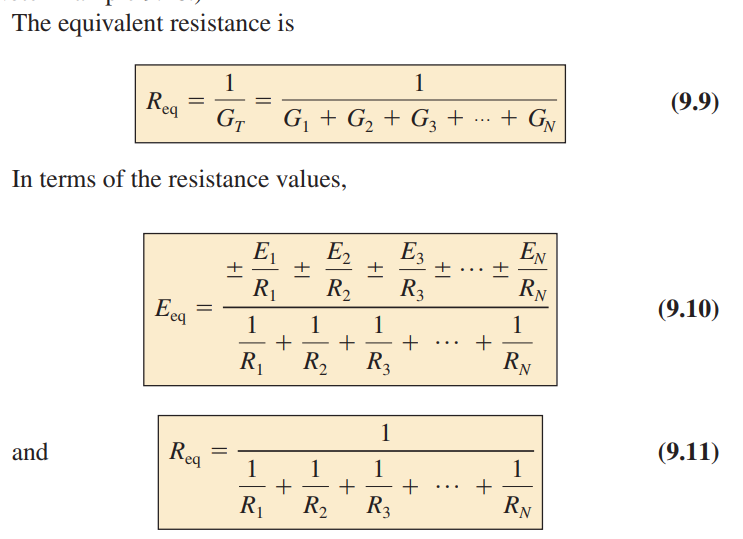 The equivalent resistance is
R_eq = 1/G_T = 1/(G_1 + G_2 + G_3 + ⋯ + G_N) (9.9)
In terms of the resistance values,
E_eq = (± E_1/R_1 ± E_2/R_2 ± E_3/R_3 ± ⋯ ± E_N/R_N)/(1/R_1 + 1/R_2 + 1/R_3 + ⋯ + 1/R_N) (9.10)
and R_eq = 1/(1/R_1 + 1/R_2 + 1/R_3 + ⋯ + 1/R_N) (9.11)